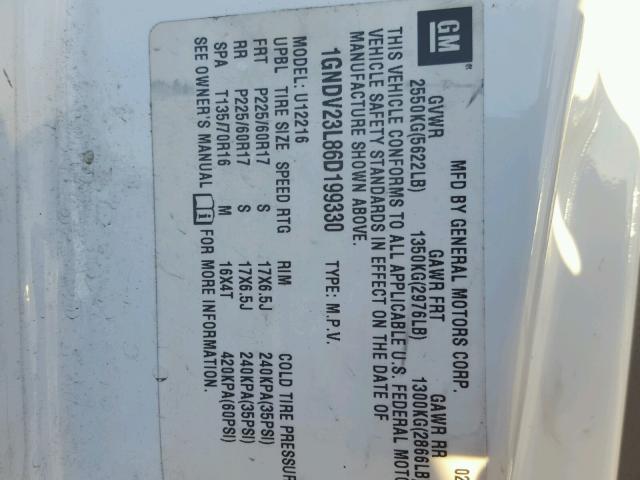 GM
®
MFD BY GENERAL MOTORS CORP. 02
GVWR GAWR FRT GAWR RR
2550KG(5622LB) 1350KG(2976LB) 1300KG(2866LB
THIS VEHICLE CONFORMS TO ALL APPLICABLE U.S. FEDERAL MOTO
VEHICLE SAFETY STANDARDS IN EFFECT ON THE DATE OF
MANUFACTURE SHOWN ABOVE.
1GNDV23L86D199330 TYPE: M.P.V.
MODEL: U12216
UPBL TIRE SIZE SPEED RTG RIM COLD TIRE PRESSUR
FRT P225/60R17 S 17X6.5J 240KPA(35PSI)
RR P225/60R17 S 17X6.5J 240KPA(35PSI)
SPA T135/70R16 M 16X4T 420KPA(60PSI)
SEE OWNER'S MANUAL i FOR MORE INFORMATION.